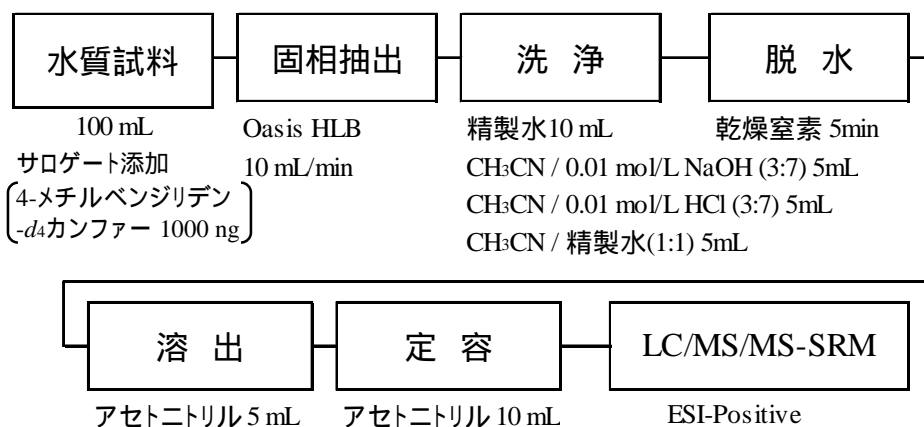 水質試料
固相抽出
洗 浄
脱 水
100 mL
サロゲート添加
4-メチルベンジリデン
-d4カンファー 1000 ng
Oasis HLB
10 mL/min
精製水10 mL
CH3CN / 0.01 mol/L NaOH (3:7) 5mL
CH3CN / 0.01 mol/L HCl (3:7) 5mL
CH3CN / 精製水(1:1) 5mL
乾燥窒素 5min
溶 出
定 容
LC/MS/MS-SRM
アセトニトリル 5 mL
アセトニトリル 10 mL
ESI-Positive